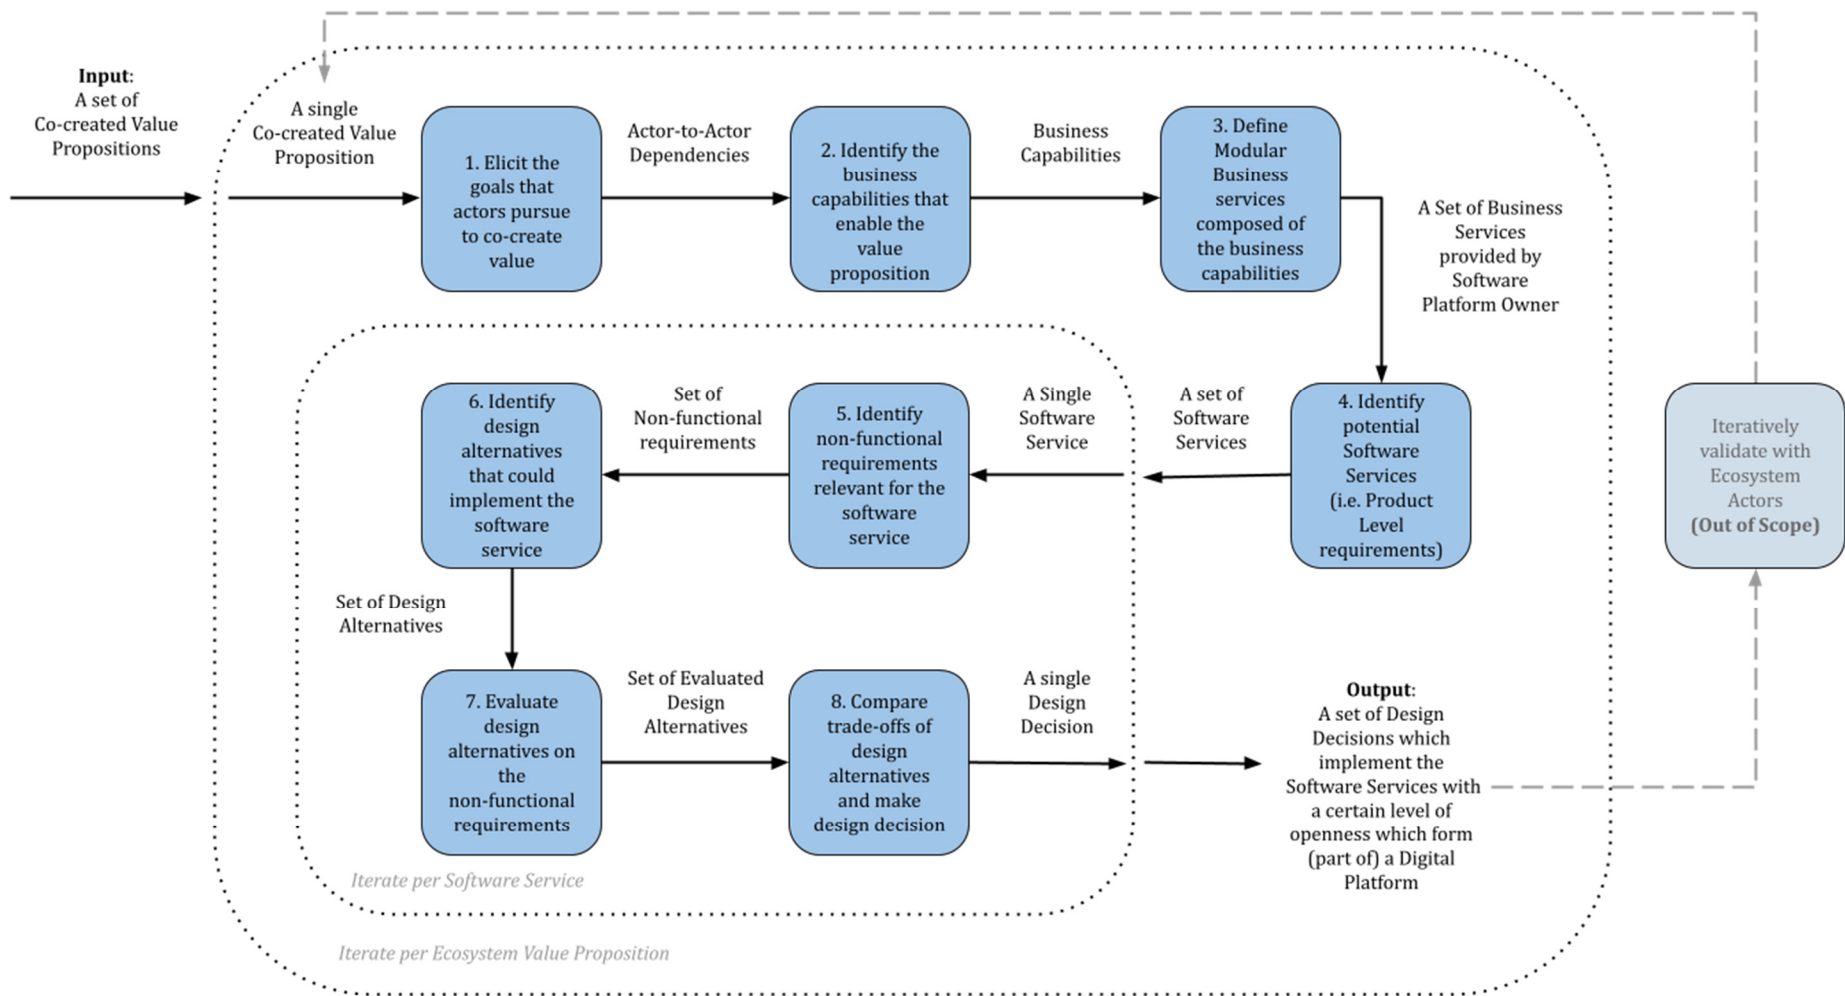 Input:
A set of
Co-created Value
Propositions
A single
Co-created Value
Proposition
1. Elicit the
goals that
actors pursue
to co-create
value
Actor-to-Actor
Dependencies
2. Identify the
business
capabilities that
enable the
value
proposition
Business
Capabilities
3. Define
Modular
Business
services
composed of
the business
capabilities
A Set of Business
Services
provided by
Software
Platform Owner
4. Identify
potential
Software
Services
(i.e. Product
Level
requirements)
A set of
Software
Services
A Single
Software
Service
5. Identify
non-functional
requirements
relevant for the
software
service
Set of
Non-functional
requirements
6. Identify
design
alternatives
that could
implement the
software
service
Set of Design
Alternatives
7. Evaluate
design
alternatives on
the
non-functional
requirements
Set of Evaluated
Design
Alternatives
8. Compare
trade-offs of
design
alternatives
and make
design decision
A single
Design
Decision
Output:
A set of Design
Decisions which
implement the
Software Services with
a certain level of
openness which form
(part of) a Digital
Platform
Iteratively
validate with
Ecosystem
Actors
(Out of Scope)
Iterate per Software Service
Iterate per Ecosystem Value Proposition